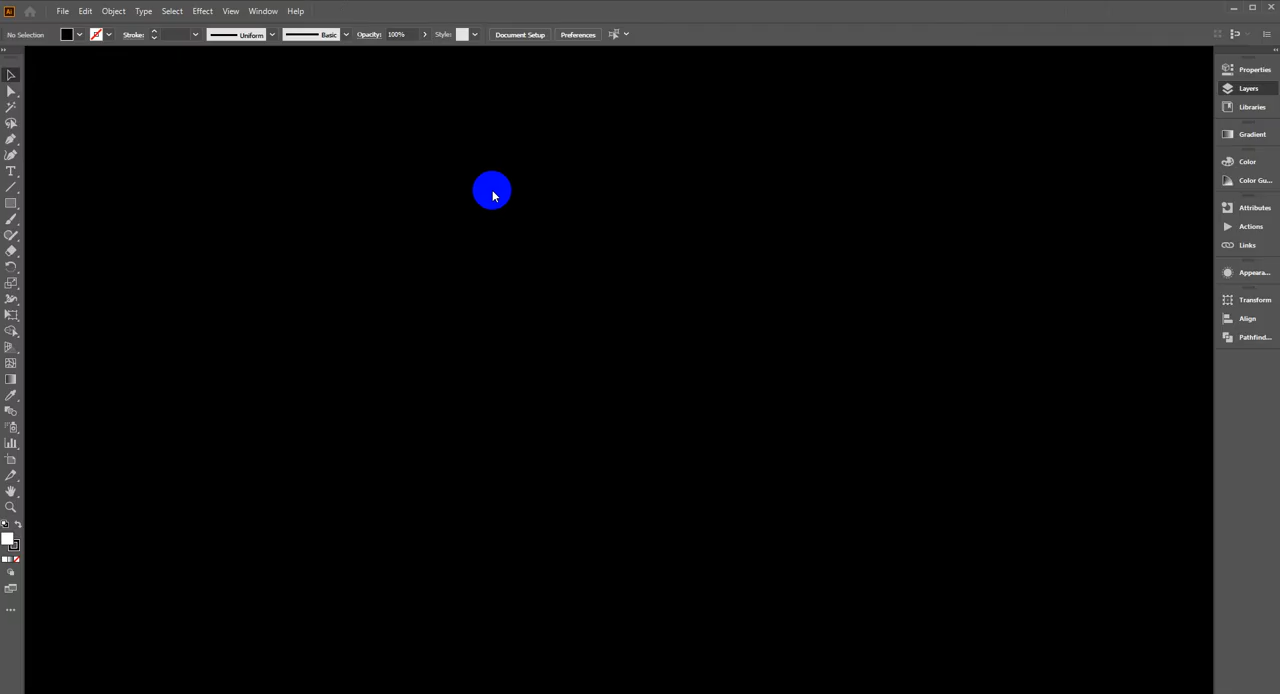 Ai File Edit Object Type Select Effect View Window Help
No Selection Stroke: Uniform Basic Opacity: 100% Style: Document Setup Preferences
Properties
Layers
Libraries
Gradient
Color
Color Gu...
Attributes
Actions
Links
Appeara...
Transform
Align
Pathfind...